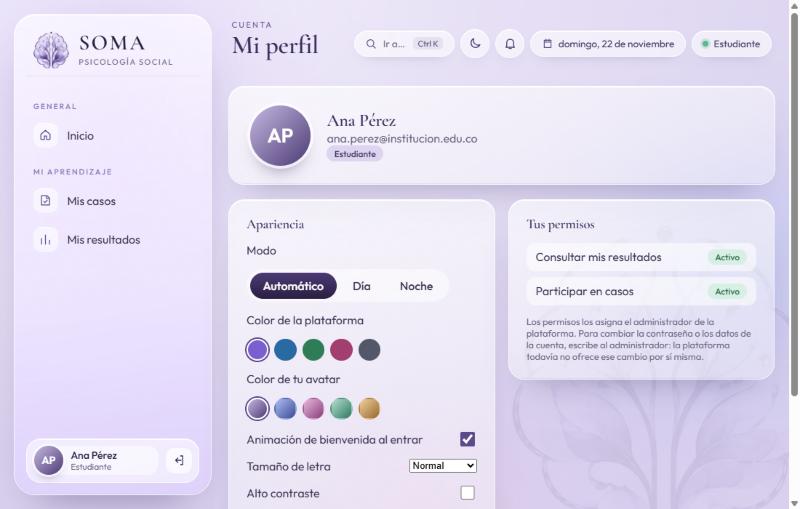 SOMA
PSICOLOGÍA SOCIAL
GENERAL
Inicio
MI APRENDIZAJE
Mis casos
Mis resultados
AP
Ana Pérez
Estudiante
CUENTA
Mi perfil
Ir a...
Ctrl K
domingo, 22 de noviembre
Estudiante
AP
Ana Pérez
ana.perez@institucion.edu.co
Estudiante
Apariencia
Modo
Automático Día Noche
Color de la plataforma
Color de tu avatar
Animación de bienvenida al entrar
Tamaño de letra Normal
Alto contraste
Tus permisos
Consultar mis resultados Activo
Participar en casos Activo
Los permisos los asigna el administrador de la
plataforma. Para cambiar la contraseña o los datos de
la cuenta, escribe al administrador: la plataforma
todavía no ofrece ese cambio por sí misma.